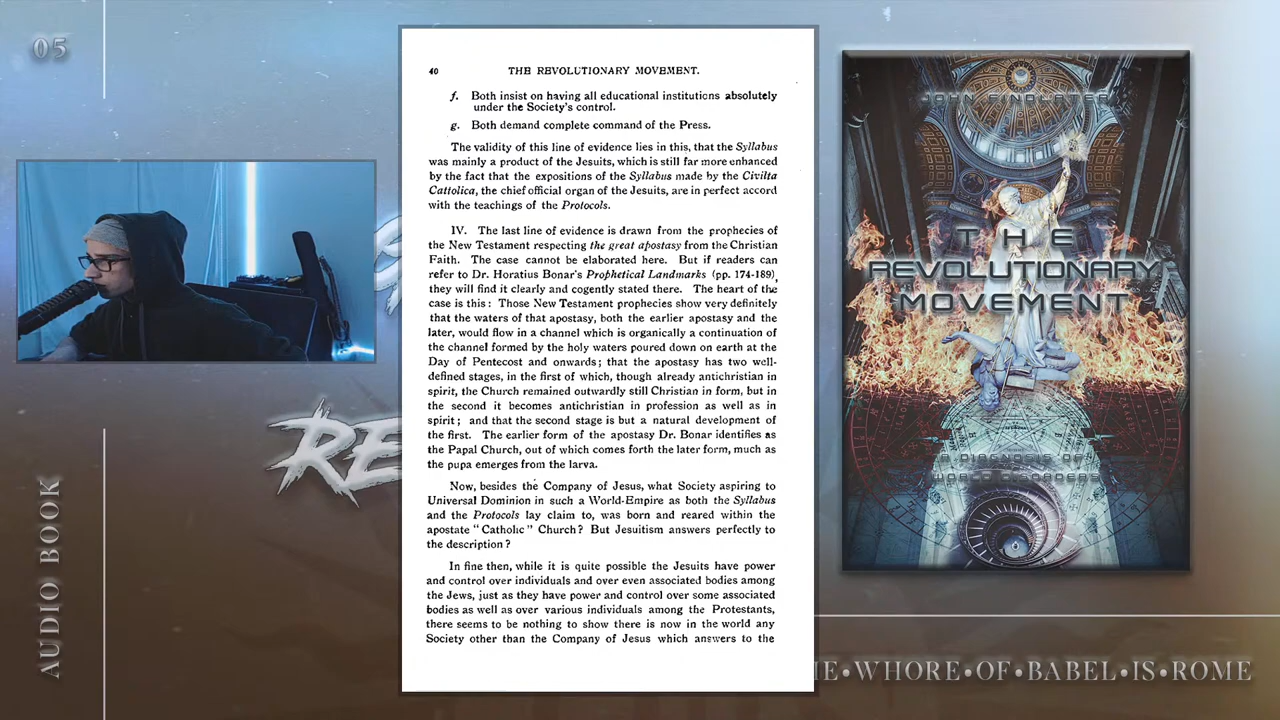 05
40 THE REVOLUTIONARY MOVEMENT.
f. Both insist on having all educational institutions absolutely
under the Society's control.
g. Both demand complete command of the Press.
The validity of this line of evidence lies in this, that the Syllabus
was mainly a product of the Jesuits, which is still far more enhanced
by the fact that the expositions of the Syllabus made by the Civilta
Cattolica, the chief official organ of the Jesuits, are in perfect accord
with the teachings of the Protocols.
IV. The last line of evidence is drawn from the prophecies of
the New Testament respecting the great apostasy from the Christian
Faith. The case cannot be elaborated here. But if readers can
refer to Dr. Horatius Bonar's Prophetical Landmarks (pp. 174-189),
they will find it clearly and cogently stated there. The heart of the
case is this: Those New Testament prophecies show very definitely
that the waters of that apostasy, both the earlier apostasy and the
later, would flow in a channel which is organically a continuation of
the channel formed by the holy waters poured down on earth at the
Day of Pentecost and onwards; that the apostasy has two well-
defined stages, in the first of which, though already antichristian in
spirit, the Church remained outwardly still Christian in form, but in
the second it becomes antichristian in profession as well as in
spirit; and that the second stage is but a natural development of
the first. The earlier form of the apostasy Dr. Bonar identifies as
the Papal Church, out of which comes forth the later form, much as
the pupa emerges from the larva.
Now, besides the Company of Jesus, what Society aspiring to
Universal Dominion in such a World-Empire as both the Syllabus
and the Protocols lay claim to, was born and reared within the
apostate "Catholic" Church? But Jesuitism answers perfectly to
the description?
In fine then, while it is quite possible the Jesuits have power
and control over individuals and over even associated bodies among
the Jews, just as they have power and control over some associated
bodies as well as over various individuals among the Protestants,
there seems to be nothing to show there is now in the world any
Society other than the Company of Jesus which answers to the
JOHN FINDLATER
THE
REVOLUTIONARY
MOVEMENT
A DIAGNOSIS OF
WORLD DISORDERS
RE
AUDIO BOOK
HE•WHORE•OF•BABEL•IS•ROME